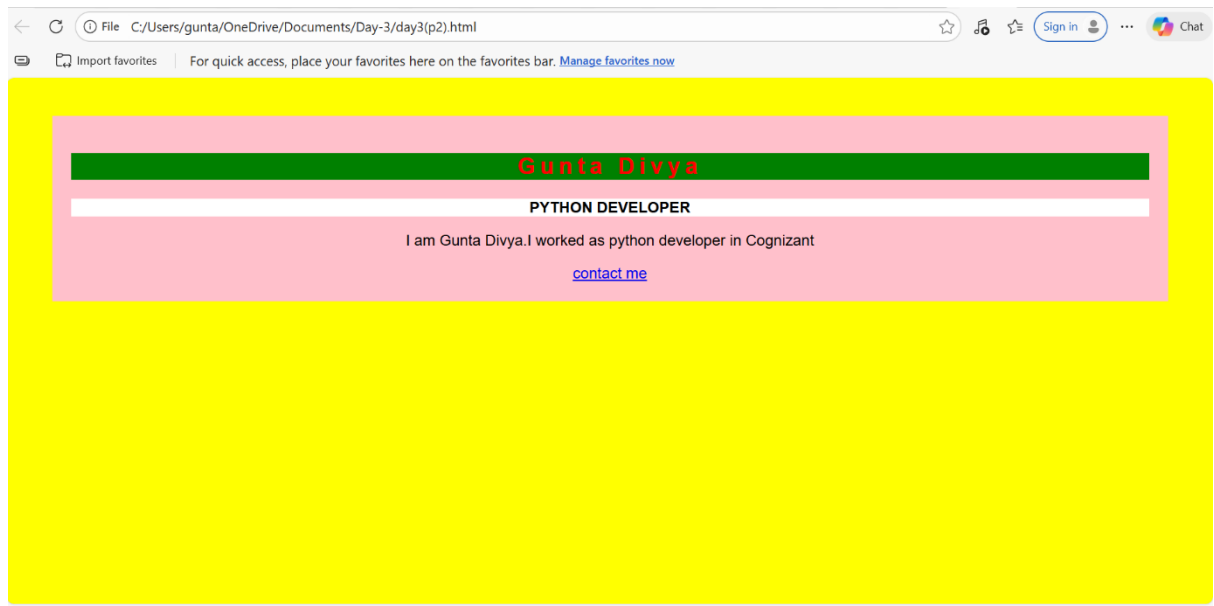 File C:/Users/gunta/OneDrive/Documents/Day-3/day3(p2).html
Sign in
Chat
Import favorites
For quick access, place your favorites here on the favorites bar. Manage favorites now
Gunta Divya
PYTHON DEVELOPER
I am Gunta Divya.I worked as python developer in Cognizant
contact me